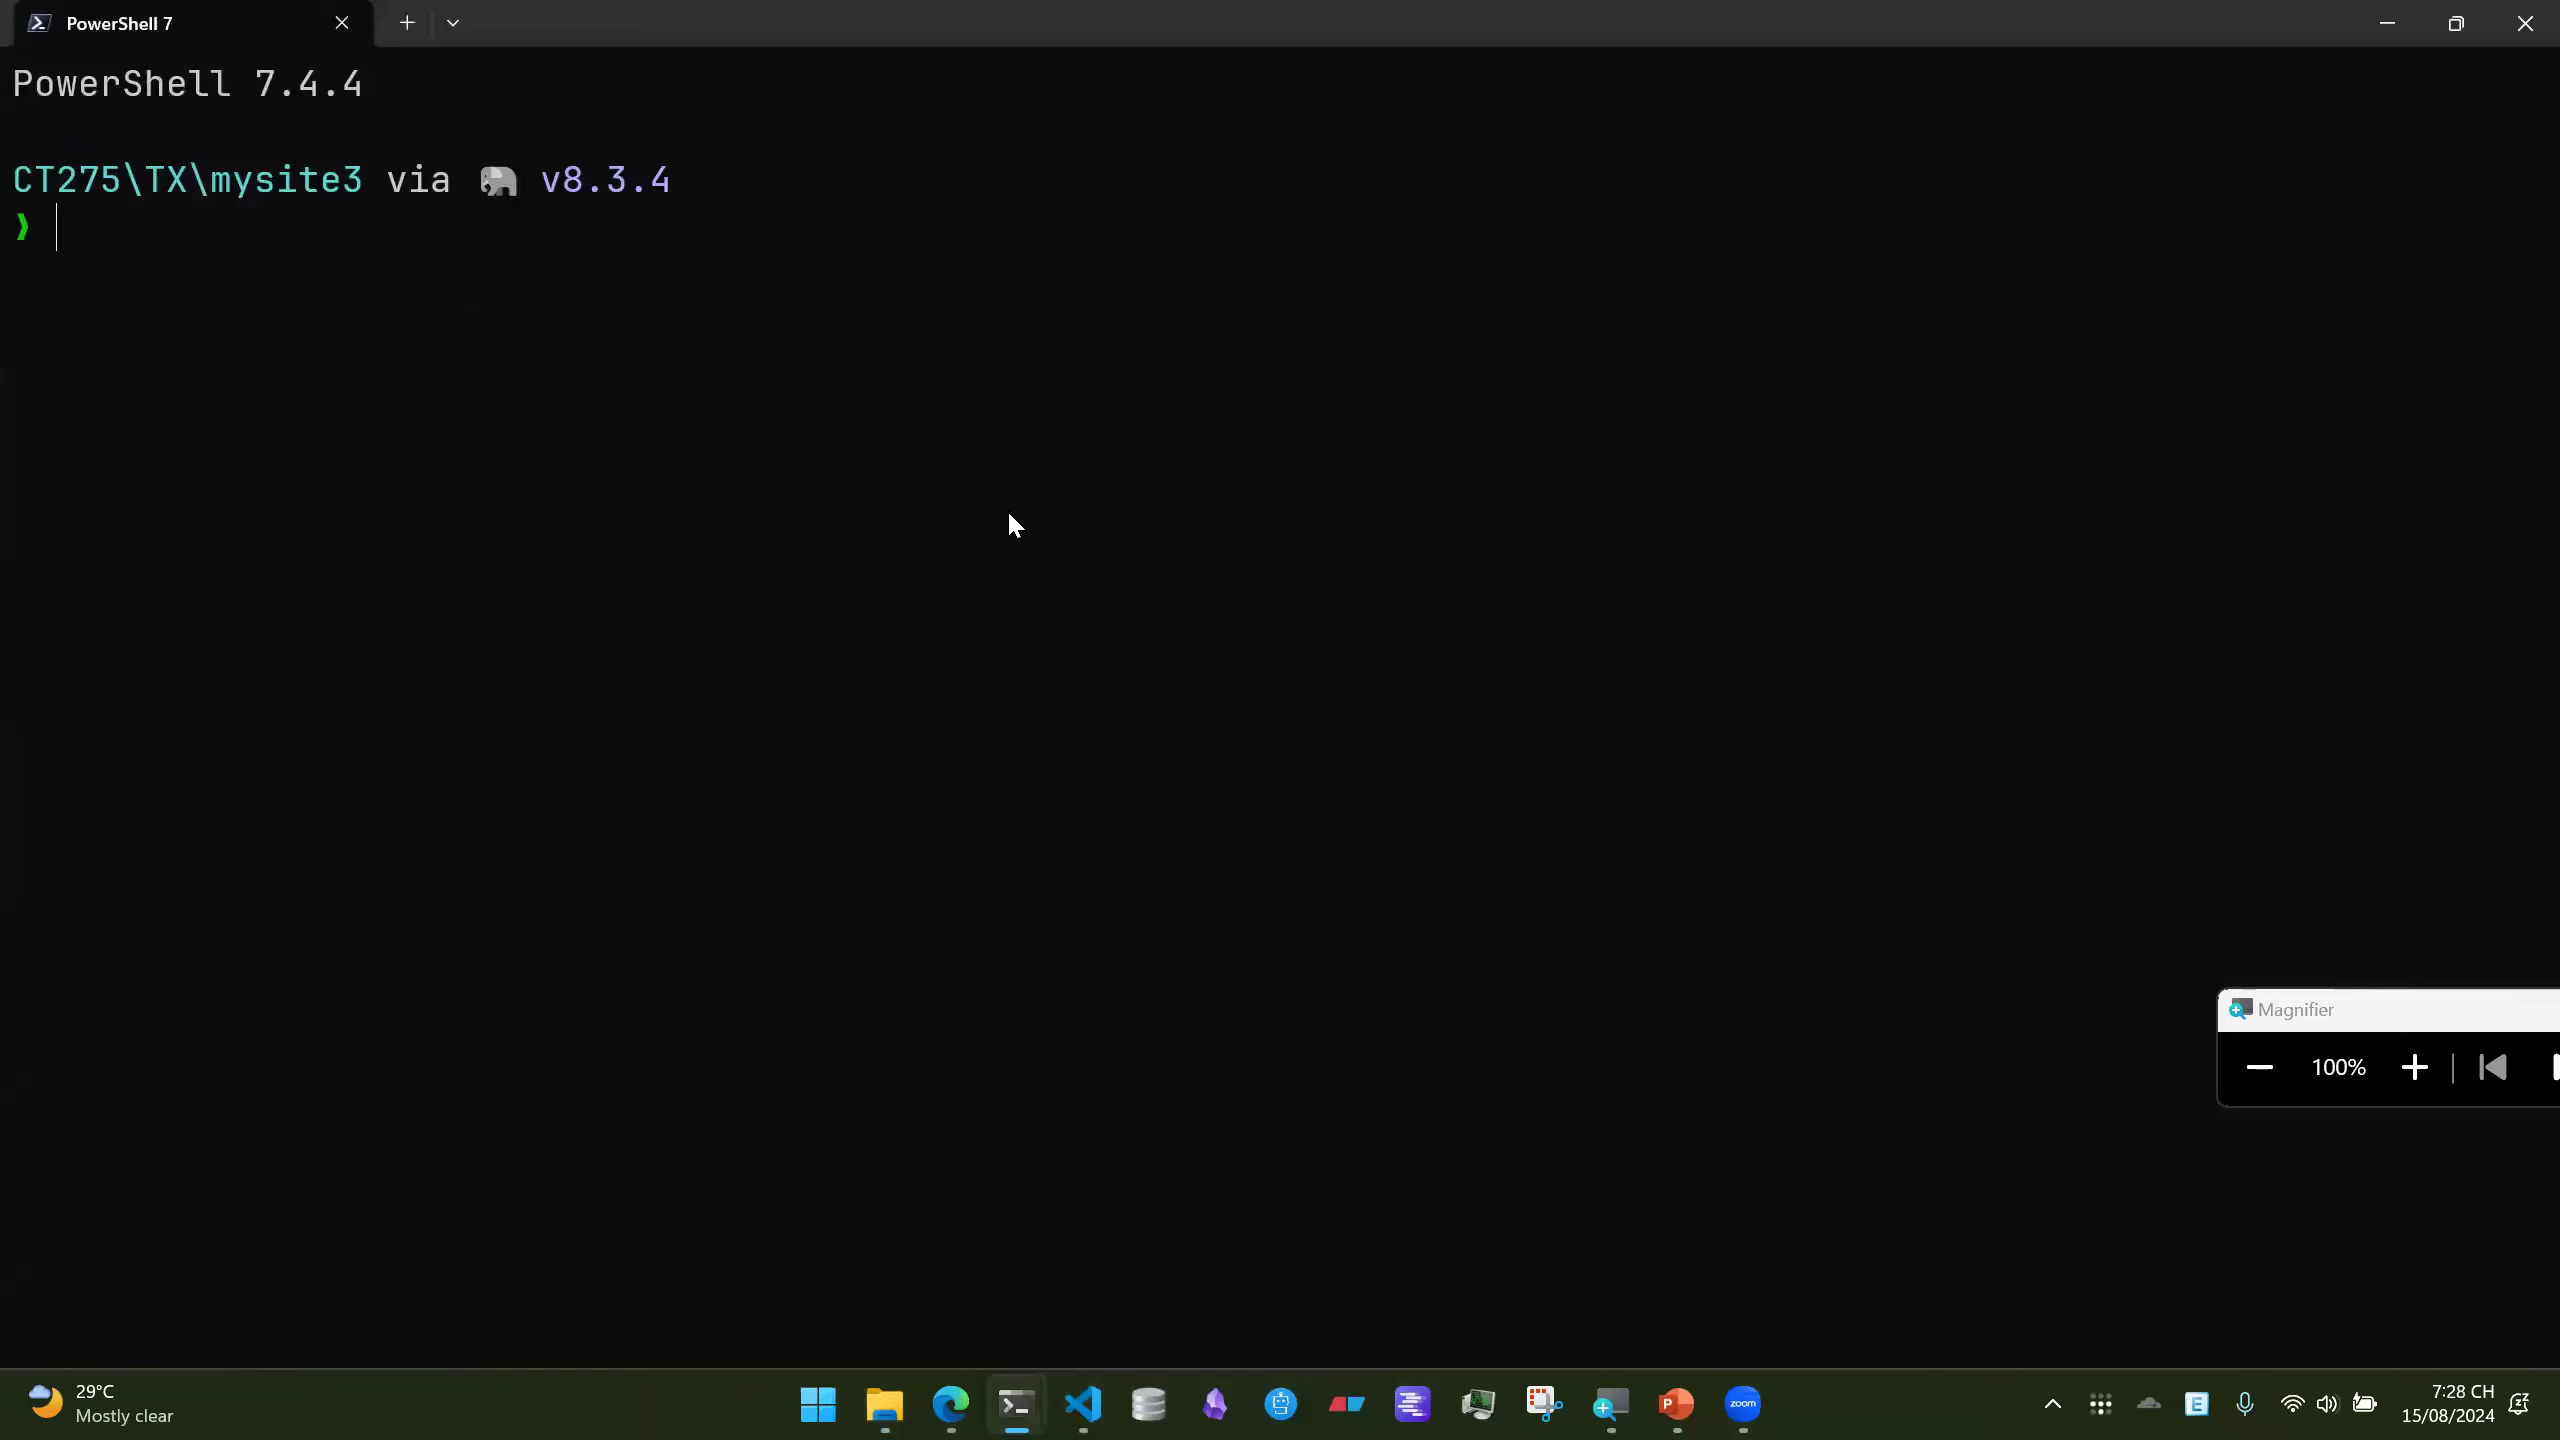 PowerShell 7
PowerShell 7.4.4
CT275\TX\mysite3 via 🐘 v8.3.4
❯
Magnifier
100%
29°C
Mostly clear
P
zoom
E
7:28 CH
15/08/2024